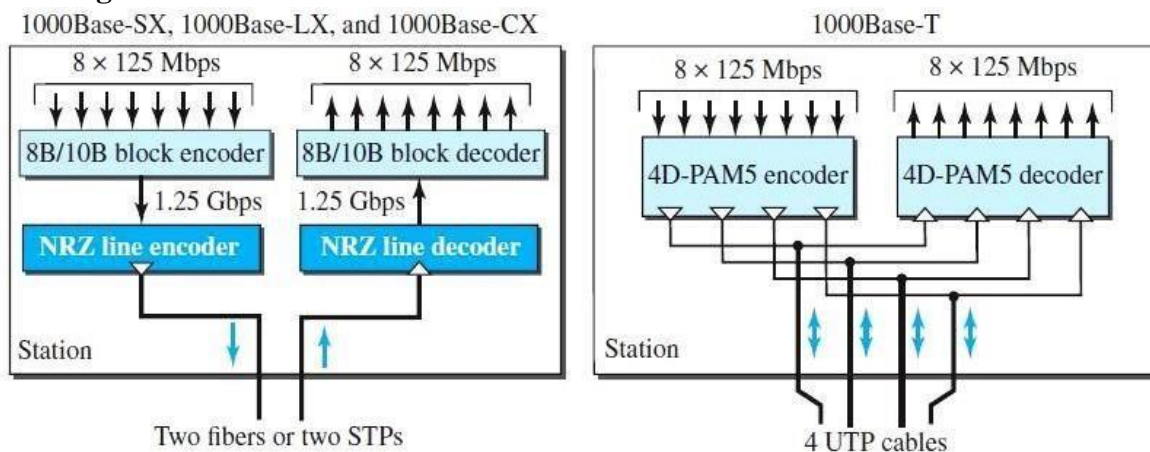 1000Base-SX, 1000Base-LX, and 1000Base-CX
8 × 125 Mbps
8 × 125 Mbps
8B/10B block encoder
8B/10B block decoder
1.25 Gbps
1.25 Gbps
NRZ line encoder
NRZ line decoder
Station
Two fibers or two STPs
1000Base-T
8 × 125 Mbps
8 × 125 Mbps
4D-PAM5 encoder
4D-PAM5 decoder
Station
4 UTP cables